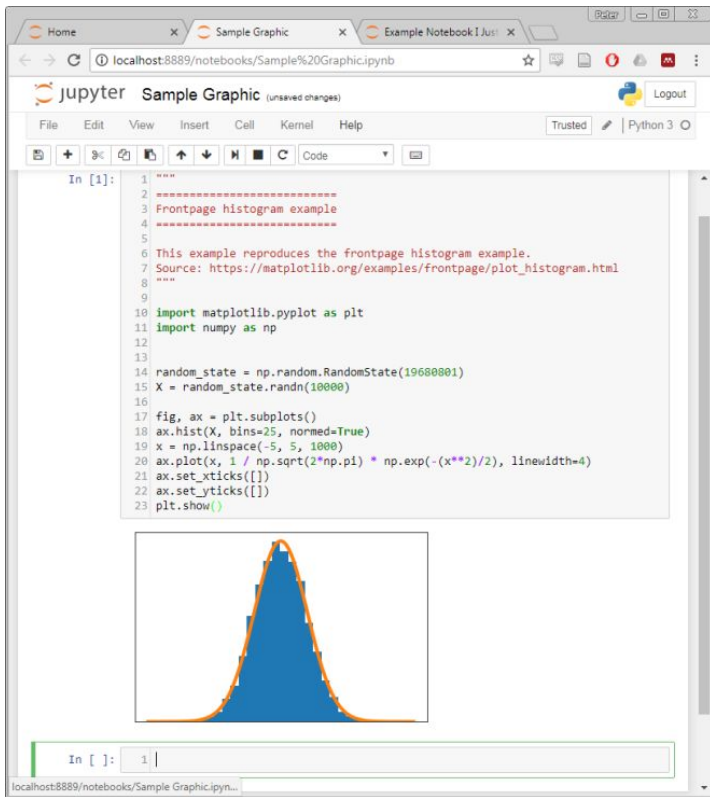 Peter
Home
Sample Graphic
Example Notebook I Jus
localhost:8889/notebooks/Sample%20Graphic.ipynb
jupyter Sample Graphic (unsaved changes)
Logout
File Edit View Insert Cell Kernel Help
Trusted Python 3
Code
In [1]:
1 """
2 ===========================
3 Frontpage histogram example
4 ===========================
5
6 This example reproduces the frontpage histogram example.
7 Source: https://matplotlib.org/examples/frontpage/plot_histogram.html
8 """
9
10 import matplotlib.pyplot as plt
11 import numpy as np
12
13
14 random_state = np.random.RandomState(19680801)
15 X = random_state.randn(10000)
16
17 fig, ax = plt.subplots()
18 ax.hist(X, bins=25, normed=True)
19 x = np.linspace(-5, 5, 1000)
20 ax.plot(x, 1 / np.sqrt(2*np.pi) * np.exp(-(x**2)/2), linewidth=4)
21 ax.set_xticks([])
22 ax.set_yticks([])
23 plt.show()
In [ ]: 1
localhost:8889/notebooks/Sample Graphic.ipyn...